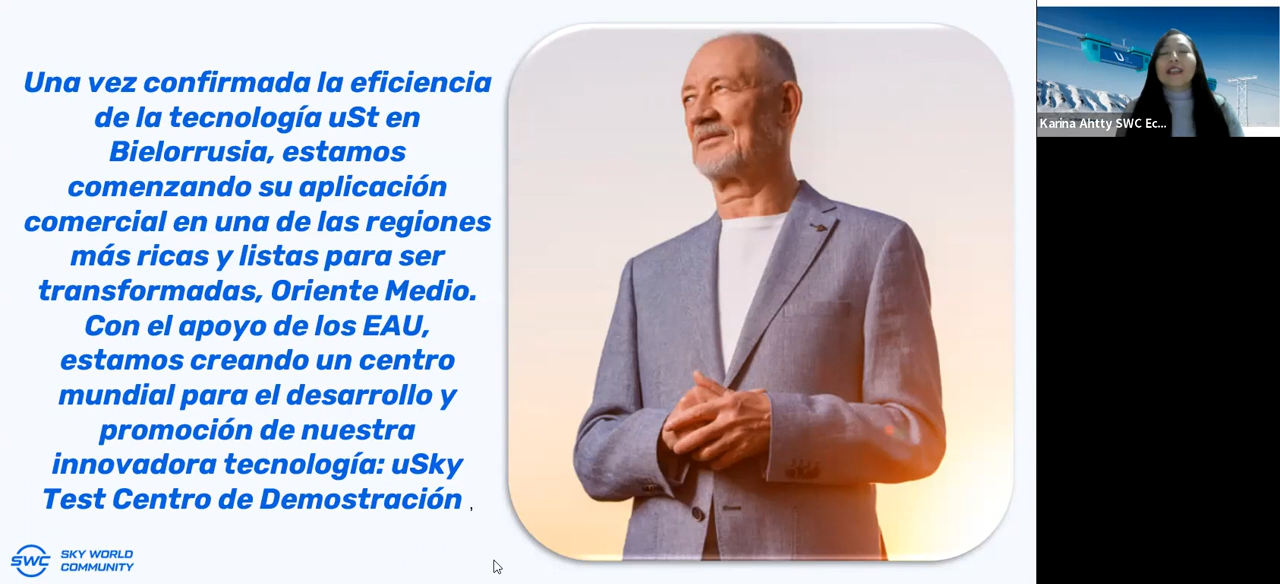 Una vez confirmada la eficiencia
de la tecnología uSt en
Bielorrusia, estamos
comenzando su aplicación
comercial en una de las regiones
más ricas y listas para ser
transformadas, Oriente Medio.
Con el apoyo de los EAU,
estamos creando un centro
mundial para el desarrollo y
promoción de nuestra
innovadora tecnología: uSky
Test Centro de Demostración ,
SWC SKY WORLD
COMMUNITY
Karina Ahtty SWC Ec...